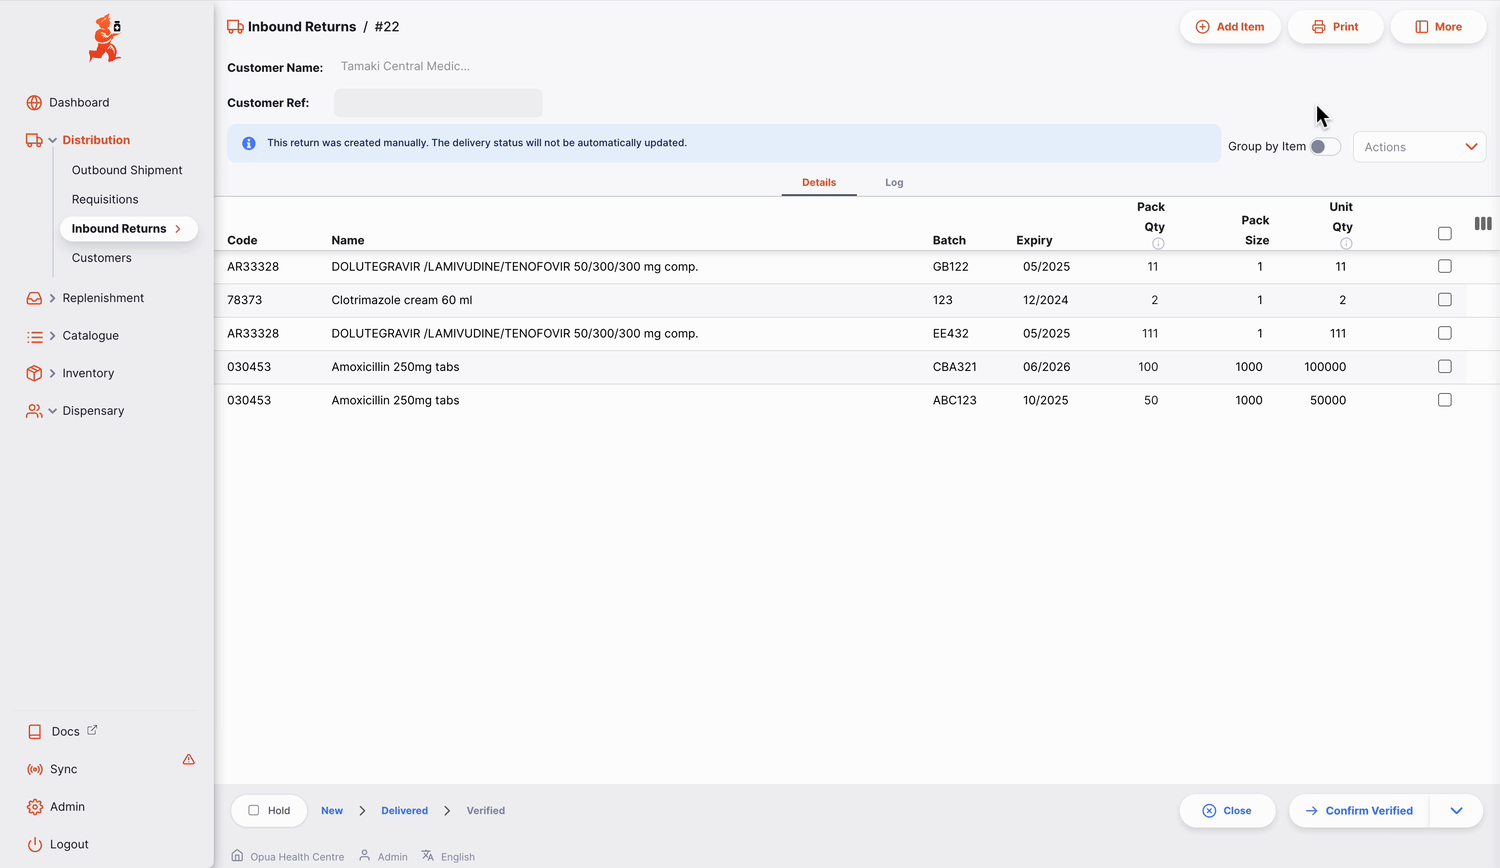 Inbound Returns / #22
Add Item
Print
More
Customer Name: Tamaki Central Medic...
Customer Ref:
This return was created manually. The delivery status will not be automatically updated.
Group by Item
Actions
Details
Log
Code Name Batch Expiry Pack Qty Pack Size Unit Qty
AR33328 DOLUTEGRAVIR /LAMIVUDINE/TENOFOVIR 50/300/300 mg comp. GB122 05/2025 11 1 11
78373 Clotrimazole cream 60 ml 123 12/2024 2 1 2
AR33328 DOLUTEGRAVIR /LAMIVUDINE/TENOFOVIR 50/300/300 mg comp. EE432 05/2025 111 1 111
030453 Amoxicillin 250mg tabs CBA321 06/2026 100 1000 100000
030453 Amoxicillin 250mg tabs ABC123 10/2025 50 1000 50000
Dashboard
Distribution
Outbound Shipment
Requisitions
Inbound Returns
Customers
Replenishment
Catalogue
Inventory
Dispensary
Docs
Sync
Admin
Logout
Hold
New
Delivered
Verified
Close
Confirm Verified
Opua Health Centre
Admin
English